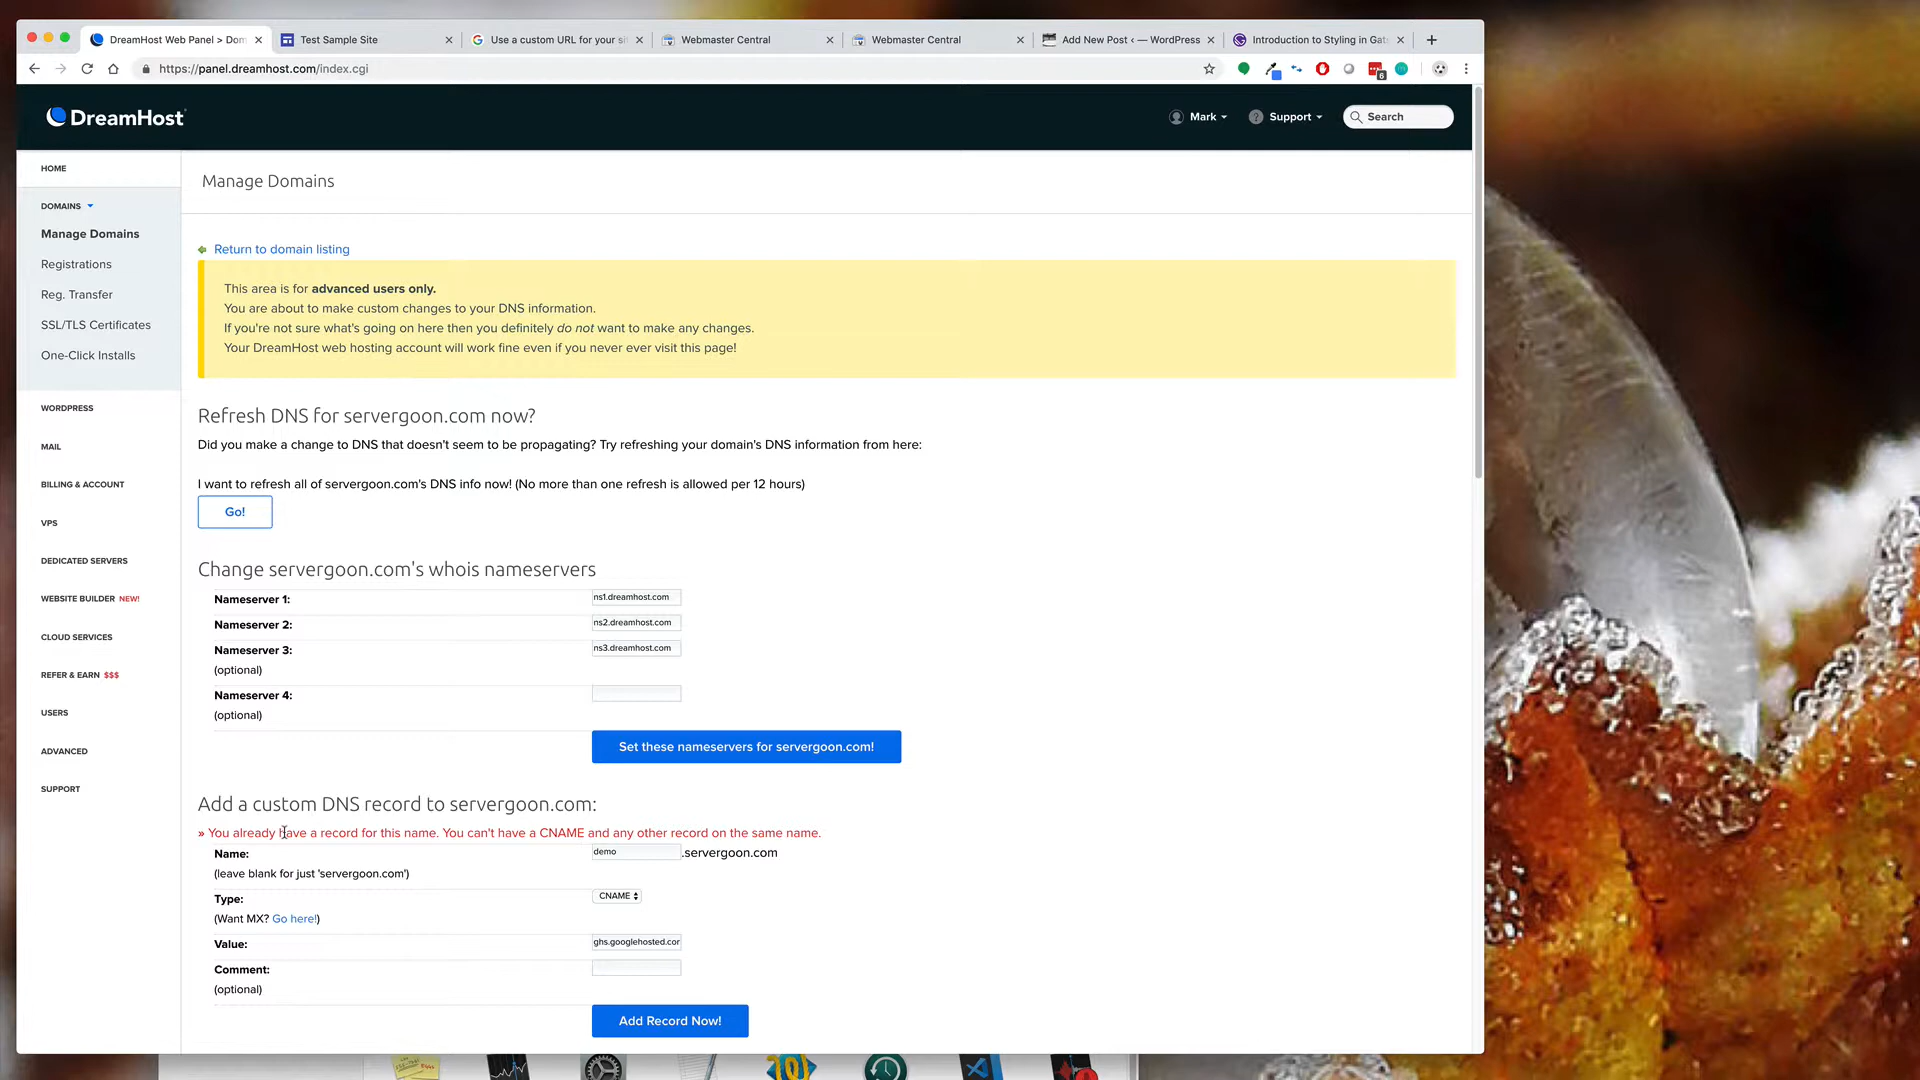 DreamHost Web Panel > Dom
Test Sample Site
Use a custom URL for your si
Webmaster Central
Webmaster Central
Add New Post ‹ — WordPress
Introduction to Styling in Gat
https://panel.dreamhost.com/index.cgi
6
DreamHost
Mark
? Support
Search
HOME
DOMAINS
Manage Domains
Registrations
Reg. Transfer
SSL/TLS Certificates
One-Click Installs
WORDPRESS
MAIL
BILLING & ACCOUNT
VPS
DEDICATED SERVERS
WEBSITE BUILDER NEW!
CLOUD SERVICES
REFER & EARN $$$
USERS
ADVANCED
SUPPORT
Manage Domains
Return to domain listing
This area is for advanced users only.
You are about to make custom changes to your DNS information.
If you're not sure what's going on here then you definitely do not want to make any changes.
Your DreamHost web hosting account will work fine even if you never ever visit this page!
Refresh DNS for servergoon.com now?
Did you make a change to DNS that doesn't seem to be propagating? Try refreshing your domain's DNS information from here:
I want to refresh all of servergoon.com's DNS info now! (No more than one refresh is allowed per 12 hours)
Go!
Change servergoon.com's whois nameservers
Nameserver 1: ns1.dreamhost.com
Nameserver 2: ns2.dreamhost.com
Nameserver 3: ns3.dreamhost.com
(optional)
Nameserver 4:
(optional)
Set these nameservers for servergoon.com!
Add a custom DNS record to servergoon.com:
» You already have a record for this name. You can't have a CNAME and any other record on the same name.
Name: demo .servergoon.com
(leave blank for just 'servergoon.com')
Type: CNAME
(Want MX? Go here!)
Value: ghs.googlehosted.cor
Comment:
(optional)
Add Record Now!